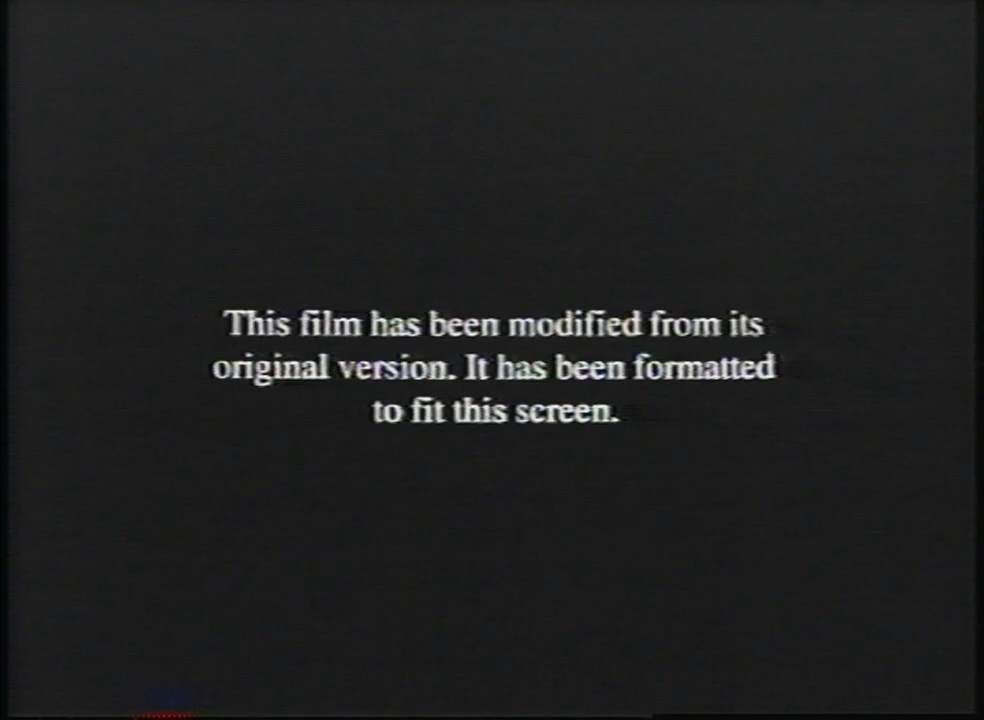 This film has been modified from its
original version. It has been formatted
to fit this screen.